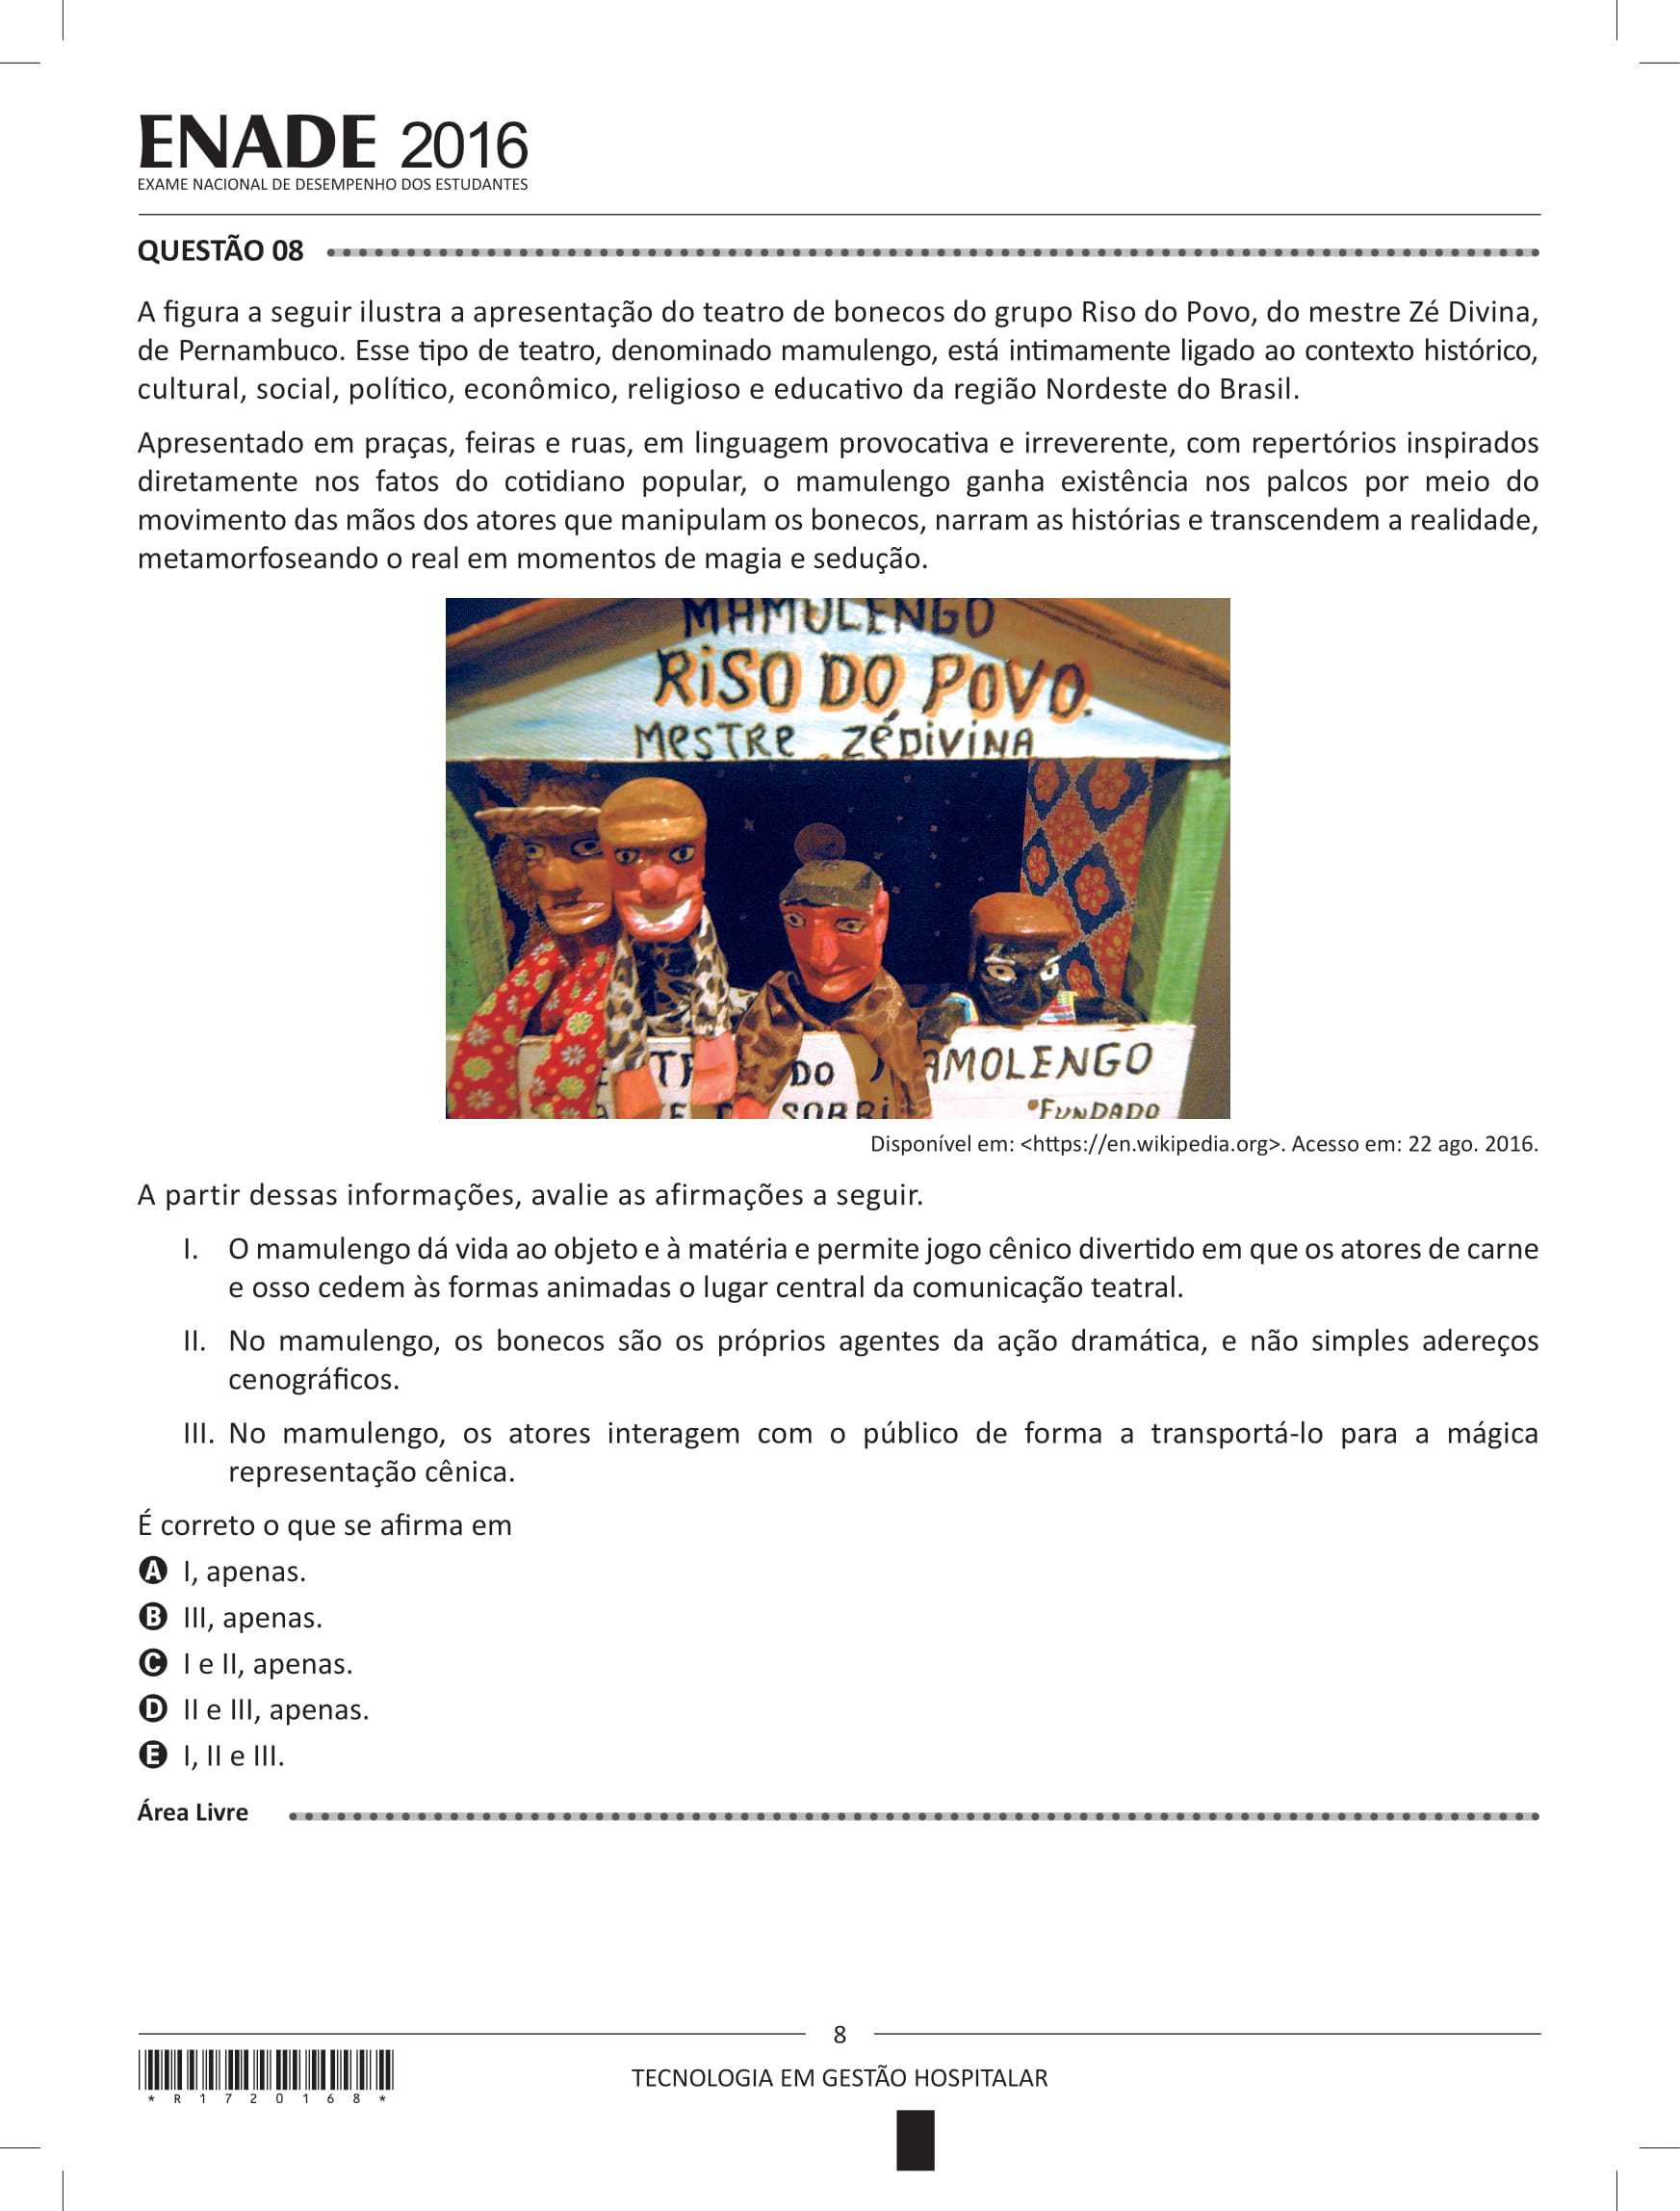 ENADE 2016
EXAME NACIONAL DE DESEMPENHO DOS ESTUDANTES
QUESTÃO 08
A figura a seguir ilustra a apresentação do teatro de bonecos do grupo Riso do Povo, do mestre Zé Divina,
de Pernambuco. Esse tipo de teatro, denominado mamulengo, está intimamente ligado ao contexto histórico,
cultural, social, político, econômico, religioso e educativo da região Nordeste do Brasil.
Apresentado em praças, feiras e ruas, em linguagem provocativa e irreverente, com repertórios inspirados
diretamente nos fatos do cotidiano popular, o mamulengo ganha existência nos palcos por meio do
movimento das mãos dos atores que manipulam os bonecos, narram as histórias e transcendem a realidade,
metamorfoseando o real em momentos de magia e sedução.
MAMULENGO
RiSO DO POVO.
MESTRE ZÉDIVINA
DO AMOLENGO
SORRi FUNDADO
Disponível em: <https://en.wikipedia.org>. Acesso em: 22 ago. 2016.
A partir dessas informações, avalie as afirmações a seguir.
I. O mamulengo dá vida ao objeto e à matéria e permite jogo cênico divertido em que os atores de carne
e osso cedem às formas animadas o lugar central da comunicação teatral.
II. No mamulengo, os bonecos são os próprios agentes da ação dramática, e não simples adereços
cenográficos.
III. No mamulengo, os atores interagem com o público de forma a transportá-lo para a mágica
representação cênica.
É correto o que se afirma em
A I, apenas.
B III, apenas.
C I e II, apenas.
D II e III, apenas.
E I, II e III.
Área Livre
8
TECNOLOGIA EM GESTÃO HOSPITALAR
* R 1 7 2 0 1 6 8 *